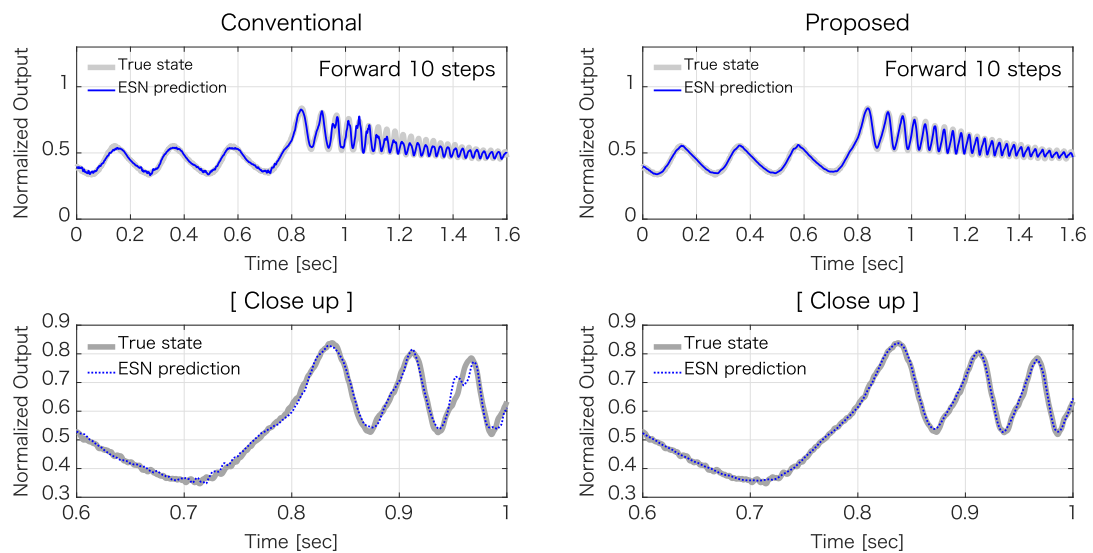 Conventional
Normalized Output
True state
ESN prediction
Forward 10 steps
1
0.5
0
0 0.2 0.4 0.6 0.8 1 1.2 1.4 1.6
Time [sec]
Proposed
Normalized Output
True state
ESN prediction
Forward 10 steps
1
0.5
0
0 0.2 0.4 0.6 0.8 1 1.2 1.4 1.6
Time [sec]
[ Close up ]
Normalized Output
True state
ESN prediction
0.9
0.8
0.7
0.6
0.5
0.4
0.3
0.6 0.7 0.8 0.9 1
Time [sec]
[ Close up ]
Normalized Output
True state
ESN prediction
0.9
0.8
0.7
0.6
0.5
0.4
0.3
0.6 0.7 0.8 0.9 1
Time [sec]